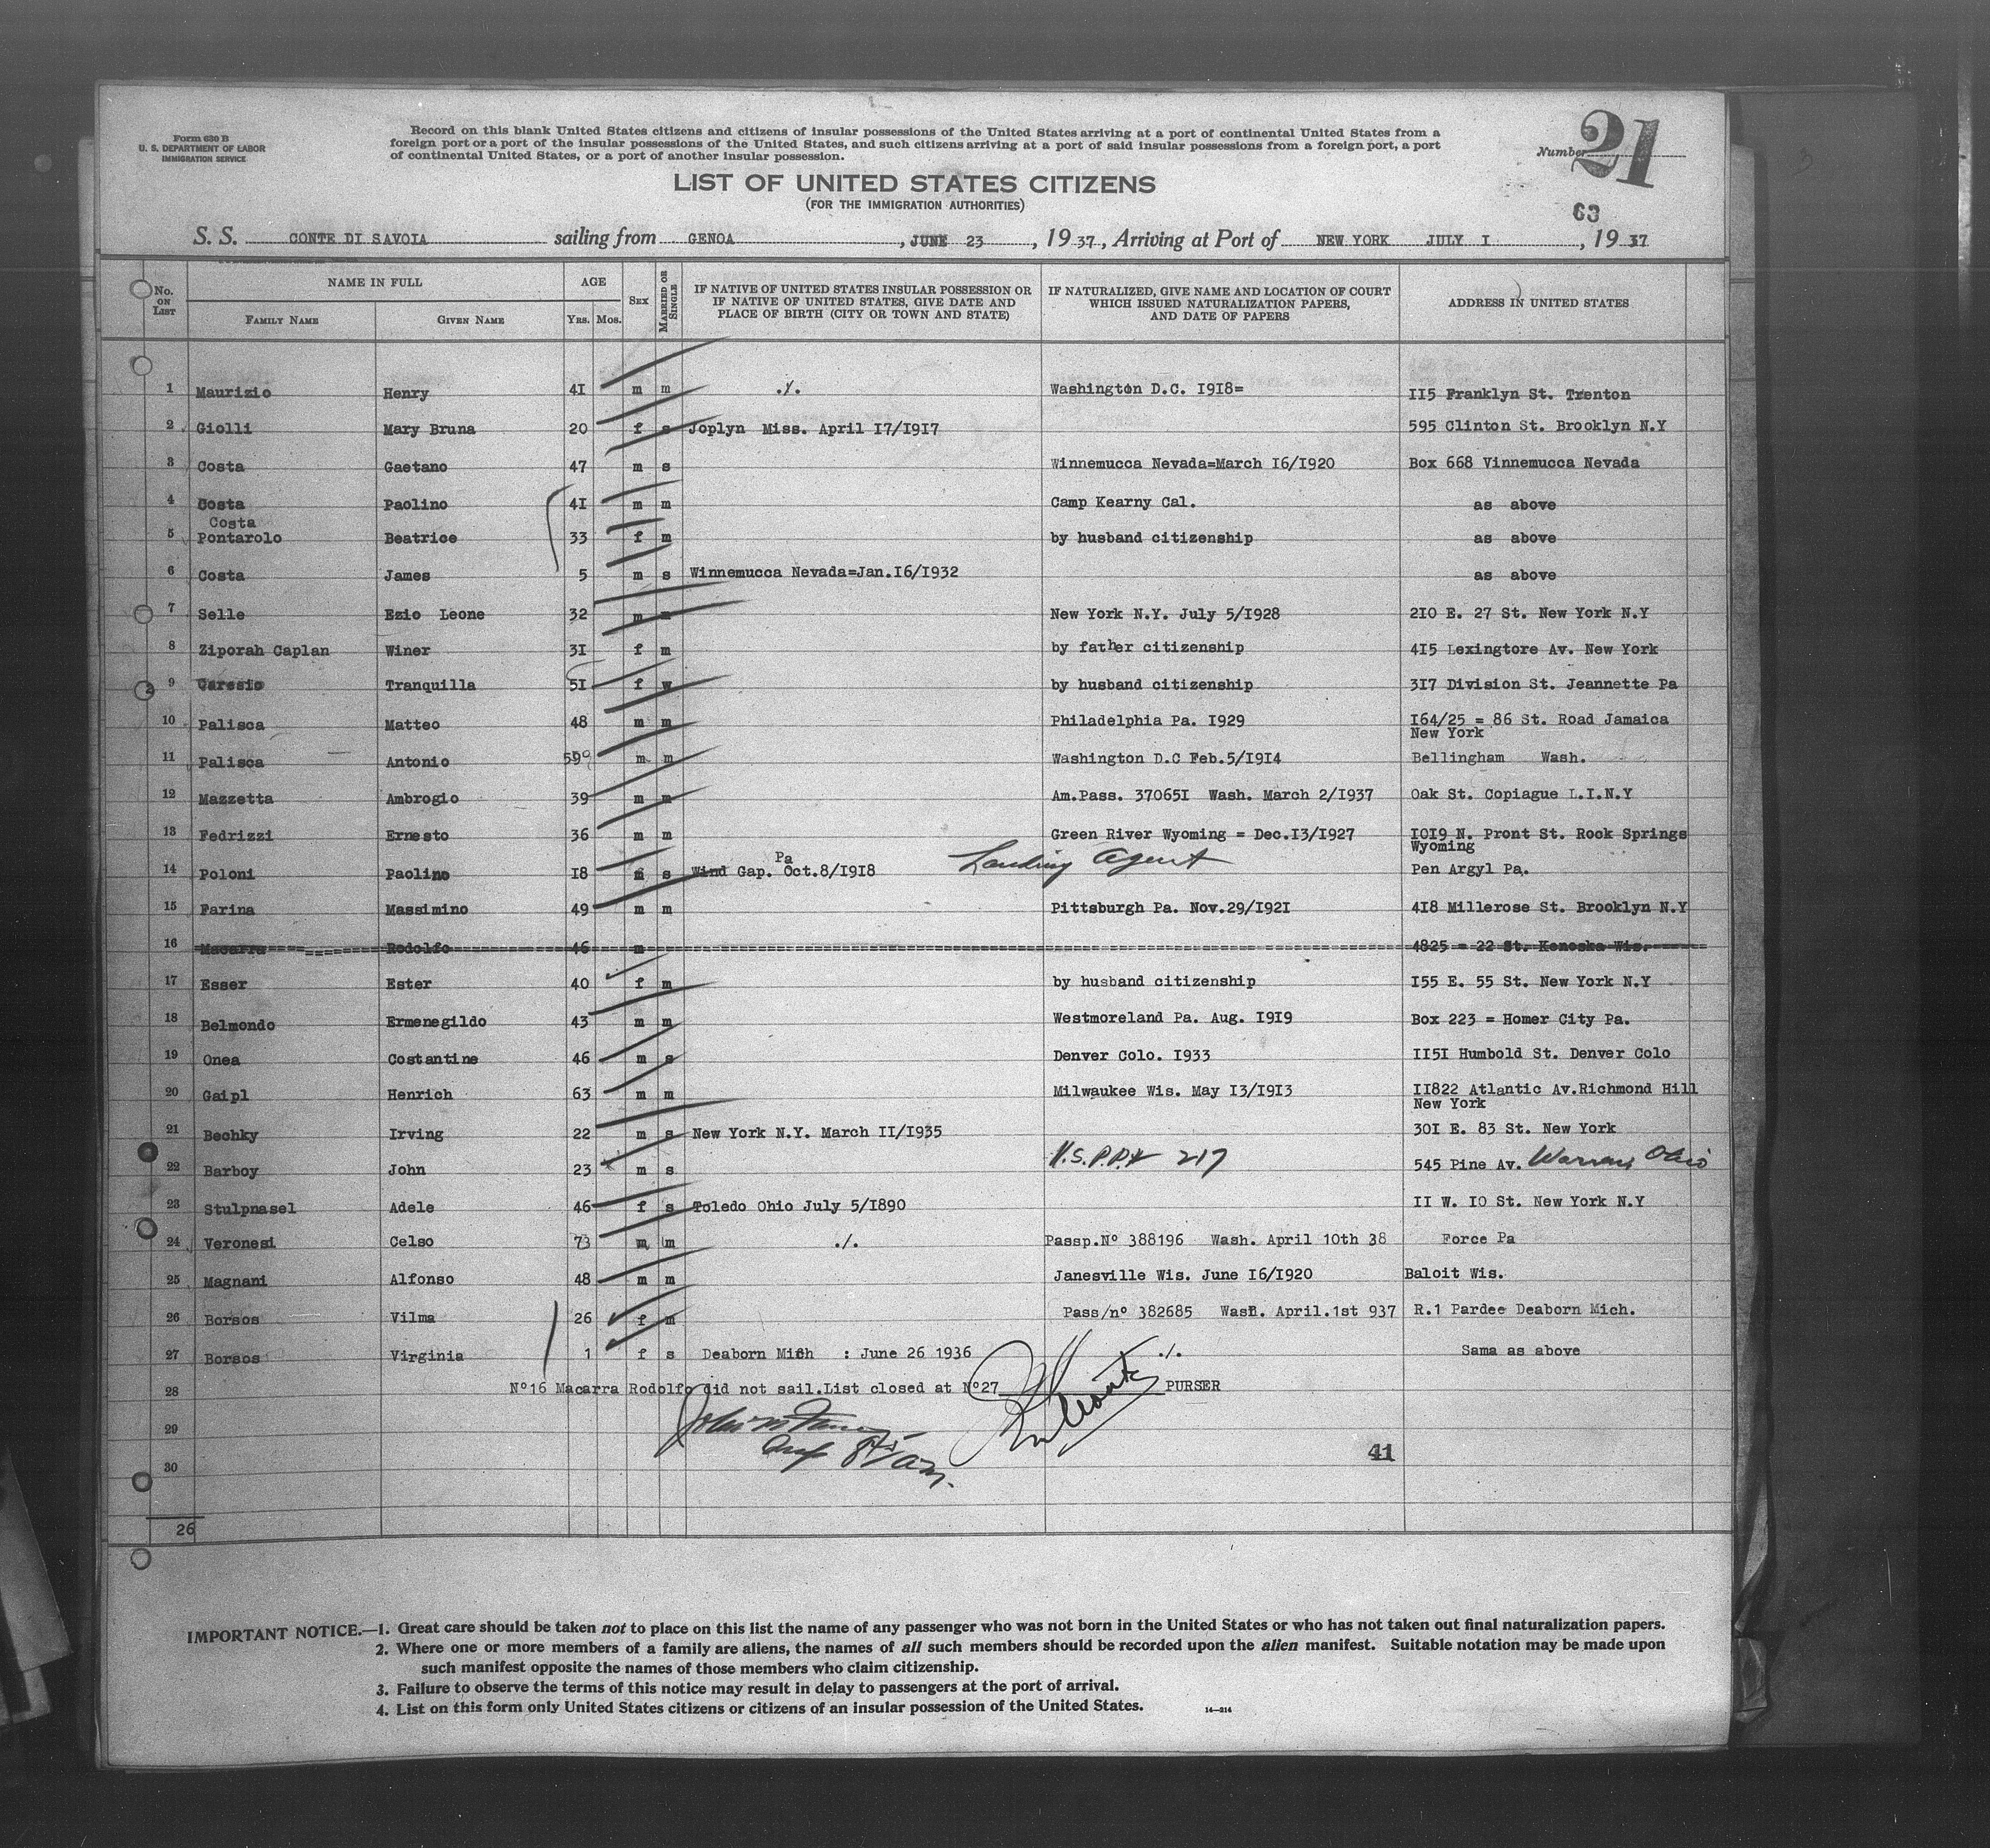 Form 630 B
U. S. DEPARTMENT OF LABOR
IMMIGRATION SERVICE
Record on this blank United States citizens and citizens of insular possessions of the United States arriving at a port of continental United States from a
foreign port or a port of the insular possessions of the United States, and such citizens arriving at a port of said insular possessions from a foreign port, a port
of continental United States, or a port of another insular possession.
Number 21
LIST OF UNITED STATES CITIZENS
(FOR THE IMMIGRATION AUTHORITIES)
63
S. S. CONTE DI SAVOIA sailing from GENOA , JUNE 23 , 19 37, Arriving at Port of NEW YORK JULY I , 19 37
No. ON LIST NAME IN FULL FAMILY NAME GIVEN NAME AGE YRS. MOS. SEX MARRIED OR SINGLE IF NATIVE OF UNITED STATES INSULAR POSSESSION OR IF NATIVE OF UNITED STATES, GIVE DATE AND PLACE OF BIRTH (CITY OR TOWN AND STATE) IF NATURALIZED, GIVE NAME AND LOCATION OF COURT WHICH ISSUED NATURALIZATION PAPERS, AND DATE OF PAPERS ADDRESS IN UNITED STATES
1 Maurizio Henry 4I m m ./. Washington D.C. I9I8= II5 Franklyn St. Trenton
2 Giolli Mary Bruna 20 f s Joplyn Miss. April I7/I9I7 595 Clinton St. Brooklyn N.Y
3 Costa Gaetano 47 m s Winnemucca Nevada=March I6/I920 Box 668 Vinnemucca Nevada
4 Costa Paolino 4I m m Camp Kearny Cal. as above
Costa
5 Pontarolo Beatrice 33 f m by husband citizenship as above
6 Costa James 5 m s Winnemucca Nevada=Jan.I6/I932 as above
7 Selle Ezio Leone 32 m m New York N.Y. July 5/I928 2I0 E. 27 St. New York N.Y
8 Ziporah Caplan Winer 3I f m by father citizenship 4I5 Lexingtore Av. New York
9 Caresio Tranquilla 5I f w by husband citizenship 3I7 Division St. Jeannette Pa
10 Palisca Matteo 48 m m Philadelphia Pa. I929 I64/25 = 86 St. Road Jamaica
New York
11 Palisca Antonio 59 m m Washington D.C Feb.5/I9I4 Bellingham Wash.
12 Mazzetta Ambrogio 39 m m Am.Pass. 37065I Wash. March 2/I937 Oak St. Copiague L.I.N.Y
13 Fedrizzi Ernesto 36 m m Green River Wyoming = Dec.I3/I927 I0I9 N. Pront St. Rock Springs
Wyoming
14 Poloni Paolino I8 s Wind Gap. Pa Oct.8/I9I8 Landing Agent Pen Argyl Pa.
15 Farina Massimino 49 m m Pittsburgh Pa. Nov.29/I92I 4I8 Millerose St. Brooklyn N.Y
16 Macarra Rodolfo 46 m 4825 = 22 St. Kenoska Wis.
17 Esser Ester 40 f m by husband citizenship I55 E. 55 St. New York N.Y
18 Belmondo Ermenegildo 43 m m Westmoreland Pa. Aug. I9I9 Box 223 = Homer City Pa.
19 Onea Costantine 46 m s Denver Colo. I933 II5I Humbold St. Denver Colo
20 Gaipl Henrich 63 m m Milwaukee Wis. May I3/I9I3 II822 Atlantic Av.Richmond Hill
New York
21 Bechky Irving 22 m s New York N.Y. March II/I935 30I E. 83 St. New York
22 Barboy John 23 m s 217 545 Pine Av. Warren, Ohio
23 Stulpnasel Adele 46 f s Toledo Ohio July 5/I890 II W. IO St. New York N.Y
24 Veronesi Celso 73 m m ./. Passp.Nº 388196 Wash. April 10th 38 Force Pa
25 Magnani Alfonso 48 m m Janesville Wis. June I6/I920 Baloit Wis.
26 Borsos Vilma 26 f m Pass/nº 382685 Wash. April.1st 937 R.1 Pardee Deaborn Mich.
27 Borsos Virginia 1 f s Deaborn Mich : June 26 1936 ./. Sama as above
28 Nº16 Macarra Rodolfo did not sail.List closed at Nº27 PURSER
29
30
41
26
IMPORTANT NOTICE.—1. Great care should be taken not to place on this list the name of any passenger who was not born in the United States or who has not taken out final naturalization papers.
2. Where one or more members of a family are aliens, the names of all such members should be recorded upon the alien manifest. Suitable notation may be made upon
such manifest opposite the names of those members who claim citizenship.
3. Failure to observe the terms of this notice may result in delay to passengers at the port of arrival.
4. List on this form only United States citizens or citizens of an insular possession of the United States.
14—214